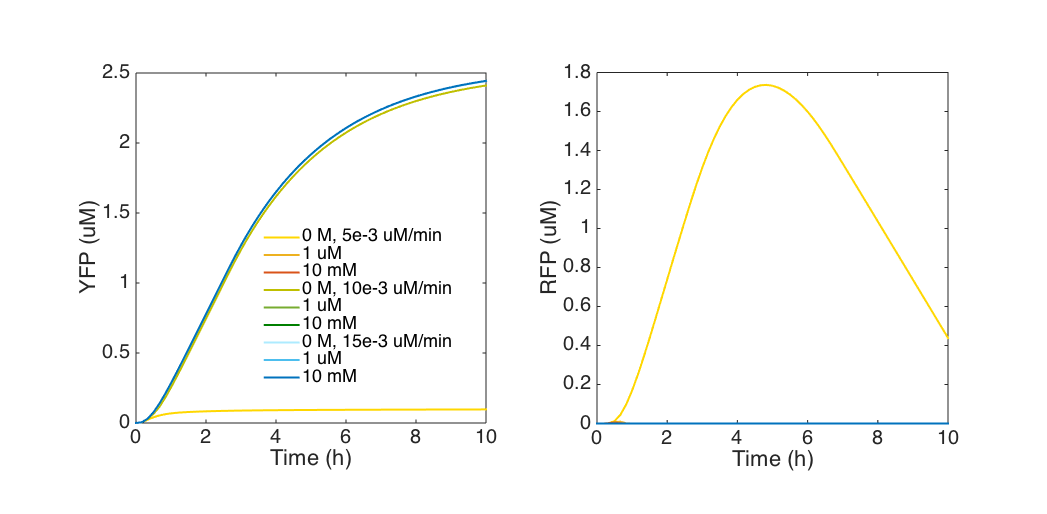 2.5
2
1.5
1
0.5
0
YFP (uM)
0 M, 5e-3 uM/min
1 uM
10 mM
0 M, 10e-3 uM/min
1 uM
10 mM
0 M, 15e-3 uM/min
1 uM
10 mM
0 2 4 6 8 10
Time (h)
1.8
1.6
1.4
1.2
1
0.8
0.6
0.4
0.2
0
RFP (uM)
0 2 4 6 8 10
Time (h)